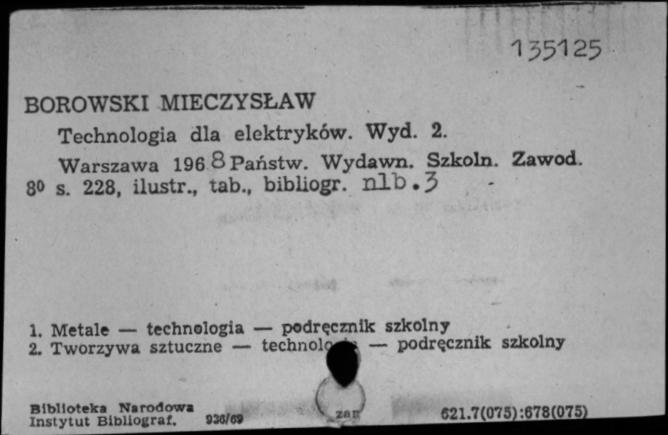 135125
BOROWSKI MIECZYSŁAW
Technologia dla elektryków. Wyd. 2.
Warszawa 1968 Państw. Wydawn. Szkoln. Zawod.
8⁰ s. 228, ilustr., tab., bibliogr. nlb.3
1. Metale — technologia — podręcznik szkolny
2. Tworzywa sztuczne — — podręcznik szkolny
Biblioteka Narodowa
Instytut Bibliograf. 936/69 zam 621.7(075):678(075)